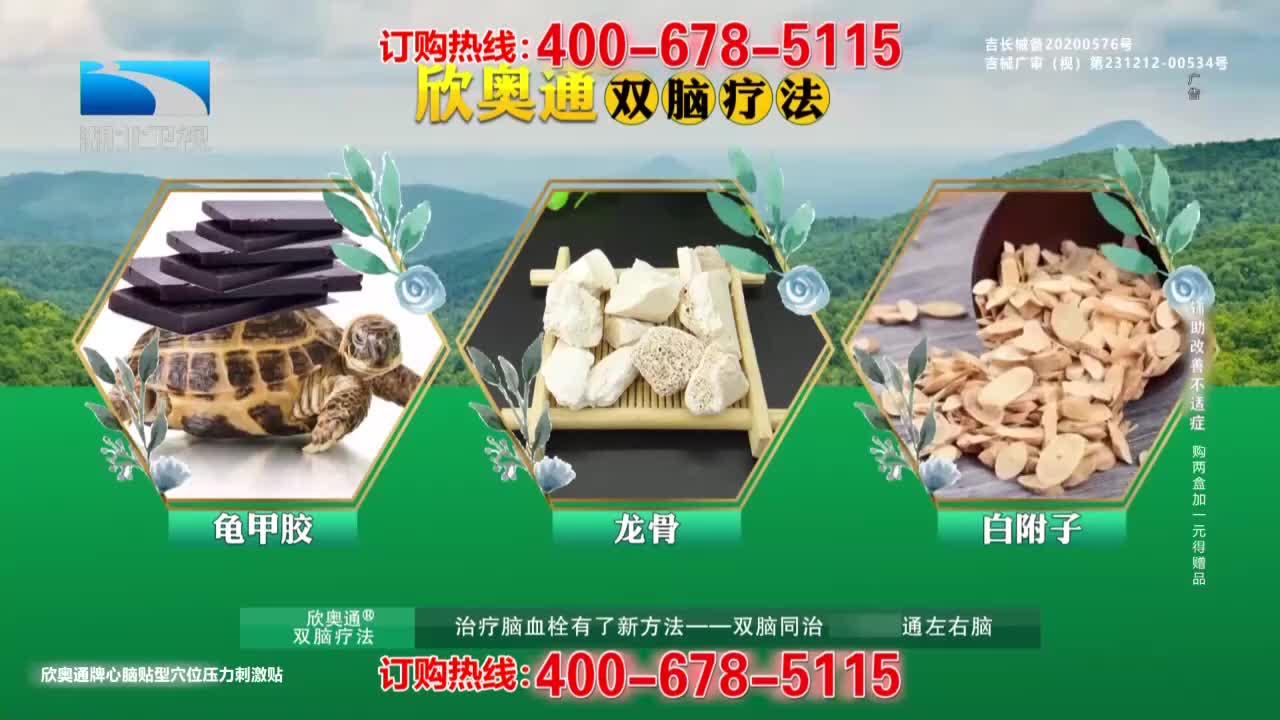 订购热线:400-678-5115
吉长械备20200576号
吉械广审（视）第231212-00534号
广告
欣奥通双脑疗法
湖北卫视
辅助改善不适症
购两盒加一元得赠品
龟甲胶
龙骨
白附子
欣奥通®
双脑疗法
治疗脑血栓有了新方法——双脑同治
通左右脑
欣奥通牌心脑贴型穴位压力刺激贴
订购热线:400-678-5115